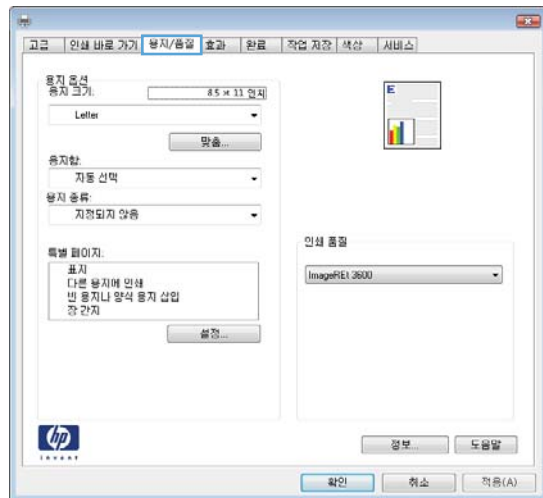 고급 인쇄 바로 가기 용지/품질 효과 완료 작업 저장 색상 서비스
용지 옵션
용지 크기: 8.5 × 11 인치
Letter
맞춤...
용지함:
자동 선택
용지 종류:
지정되지 않음
특별 페이지:
표지
다른 용지에 인쇄
빈 용지나 양식 용지 삽입
장 간지
설정...
E
인쇄 품질
ImageREt 3600
hp
invent
정보... 도움말
확인 취소 적용(A)